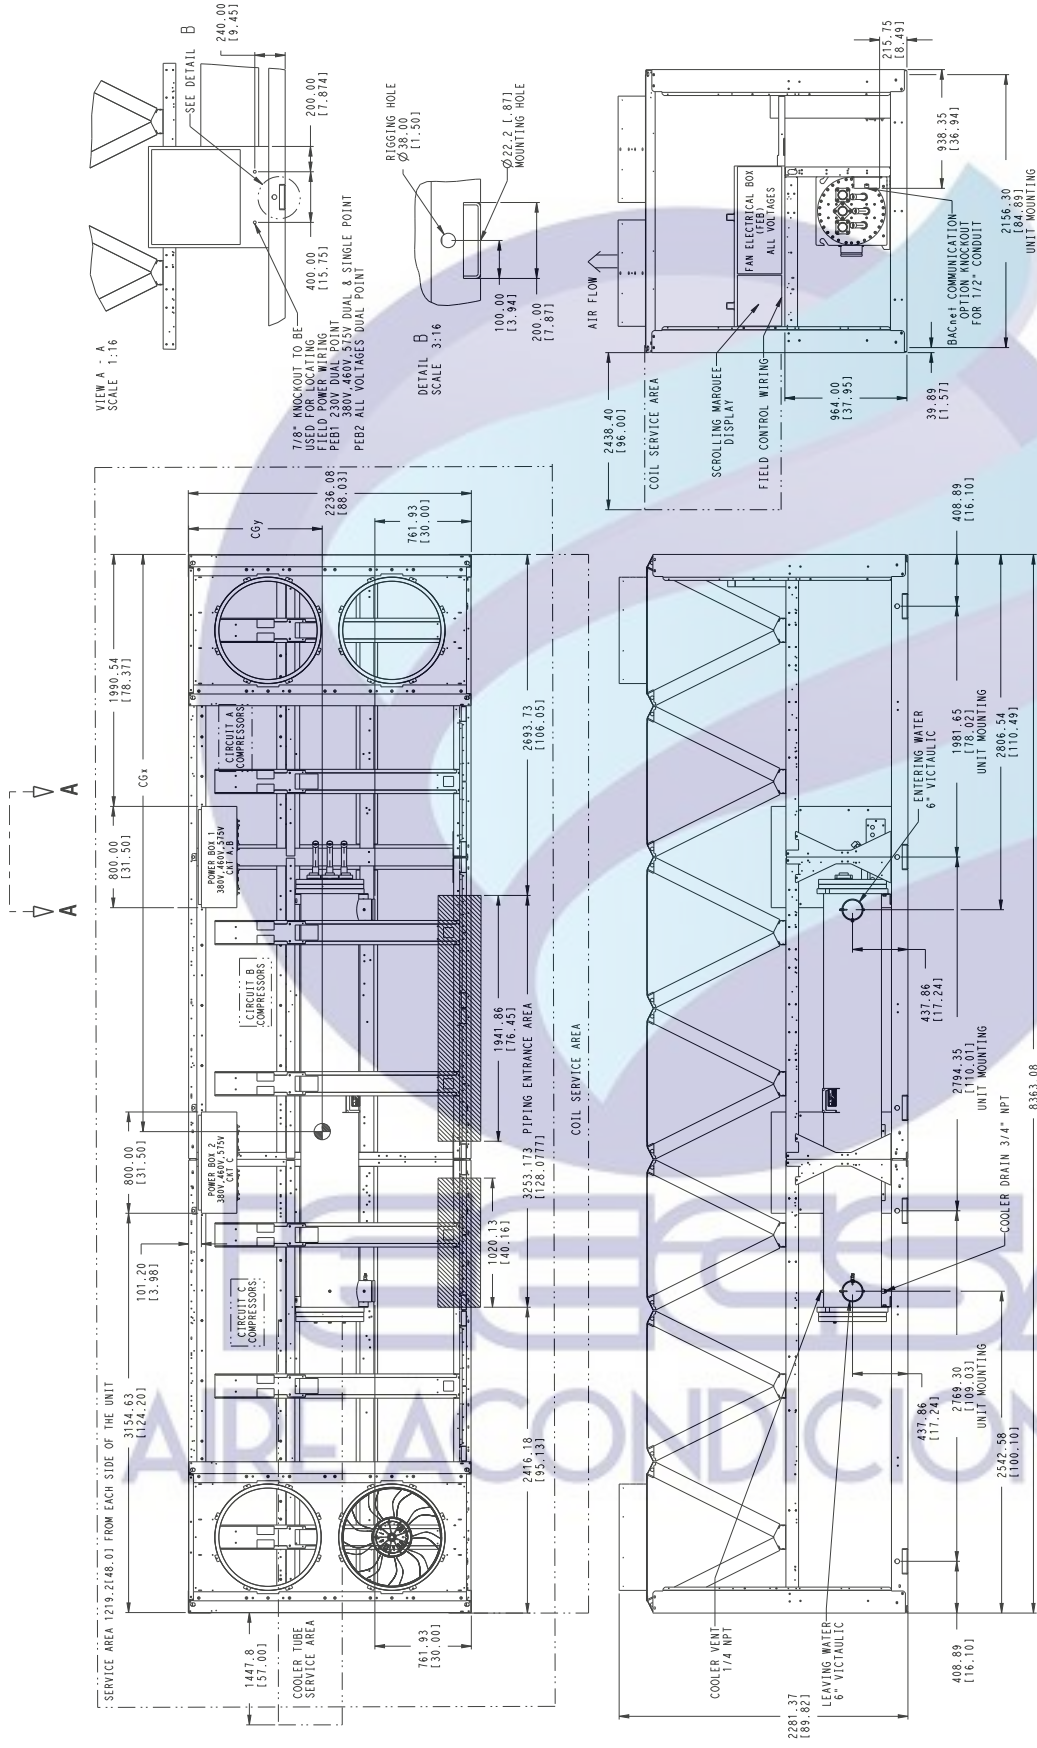 VIEW A - A
SCALE 1:16
SEE DETAIL B
240.00
[9.45]
200.00
[7.874]
400.00
[15.75]
7/8" KNOCKOUT TO BE
USED FOR LOCATING
FIELD POWER WIRING
PEB1 230V DUAL POINT
380V,460V,575V DUAL & SINGLE POINT
PEB2 ALL VOLTAGES DUAL POINT
RIGGING HOLE
Ø38.00
[1.50]
Ø22.2 [.87]
MOUNTING HOLE
100.00
[3.94]
200.00
[7.87]
DETAIL B
SCALE 3:16
AIR FLOW
FAN ELECTRICAL BOX
(FEB)
ALL VOLTAGES
215.75
[8.49]
938.35
[36.94]
2156.30
[84.89]
UNIT MOUNTING
BACnet COMMUNICATION
OPTION KNOCKOUT
FOR 1/2" CONDUIT
39.89
[1.57]
964.00
[37.95]
2438.40
[96.00]
COIL SERVICE AREA
SCROLLING MARQUEE
DISPLAY
FIELD CONTROL WIRING
A
A
SERVICE AREA 1219.2[48.0] FROM EACH SIDE OF THE UNIT
3154.63
[124.20]
101.20
[3.98]
800.00
[31.50]
800.00
[31.50]
CGx
1990.54
[78.37]
CGy
2236.08
[88.03]
761.93
[30.00]
POWER BOX 2
380V,460V,575V
CKT C
POWER BOX 1
380V,460V,575V
CKT A,B
CIRCUIT C
COMPRESSORS
CIRCUIT B
COMPRESSORS
CIRCUIT A
COMPRESSORS
1447.8
[57.00]
COOLER TUBE
SERVICE AREA
761.93
[30.00]
2416.18
[95.13]
1020.13
[40.16]
1941.86
[76.45]
3253.173 PIPING ENTRANCE AREA
[128.0777]
2693.73
[106.05]
COIL SERVICE AREA
COOLER VENT
1/4 NPT
2281.37
[89.82]
LEAVING WATER
6" VICTAULIC
408.89
[16.10]
437.86
[17.24]
2769.30
[109.03]
UNIT MOUNTING
2542.58
[100.10]
COOLER DRAIN 3/4" NPT
437.86
[17.24]
2794.35
[110.01]
UNIT MOUNTING
ENTERING WATER
6" VICTAULIC
1981.65
[78.02]
UNIT MOUNTING
2806.54
[110.49]
408.89
[16.10]
8363.08
AIRE ACONDICION